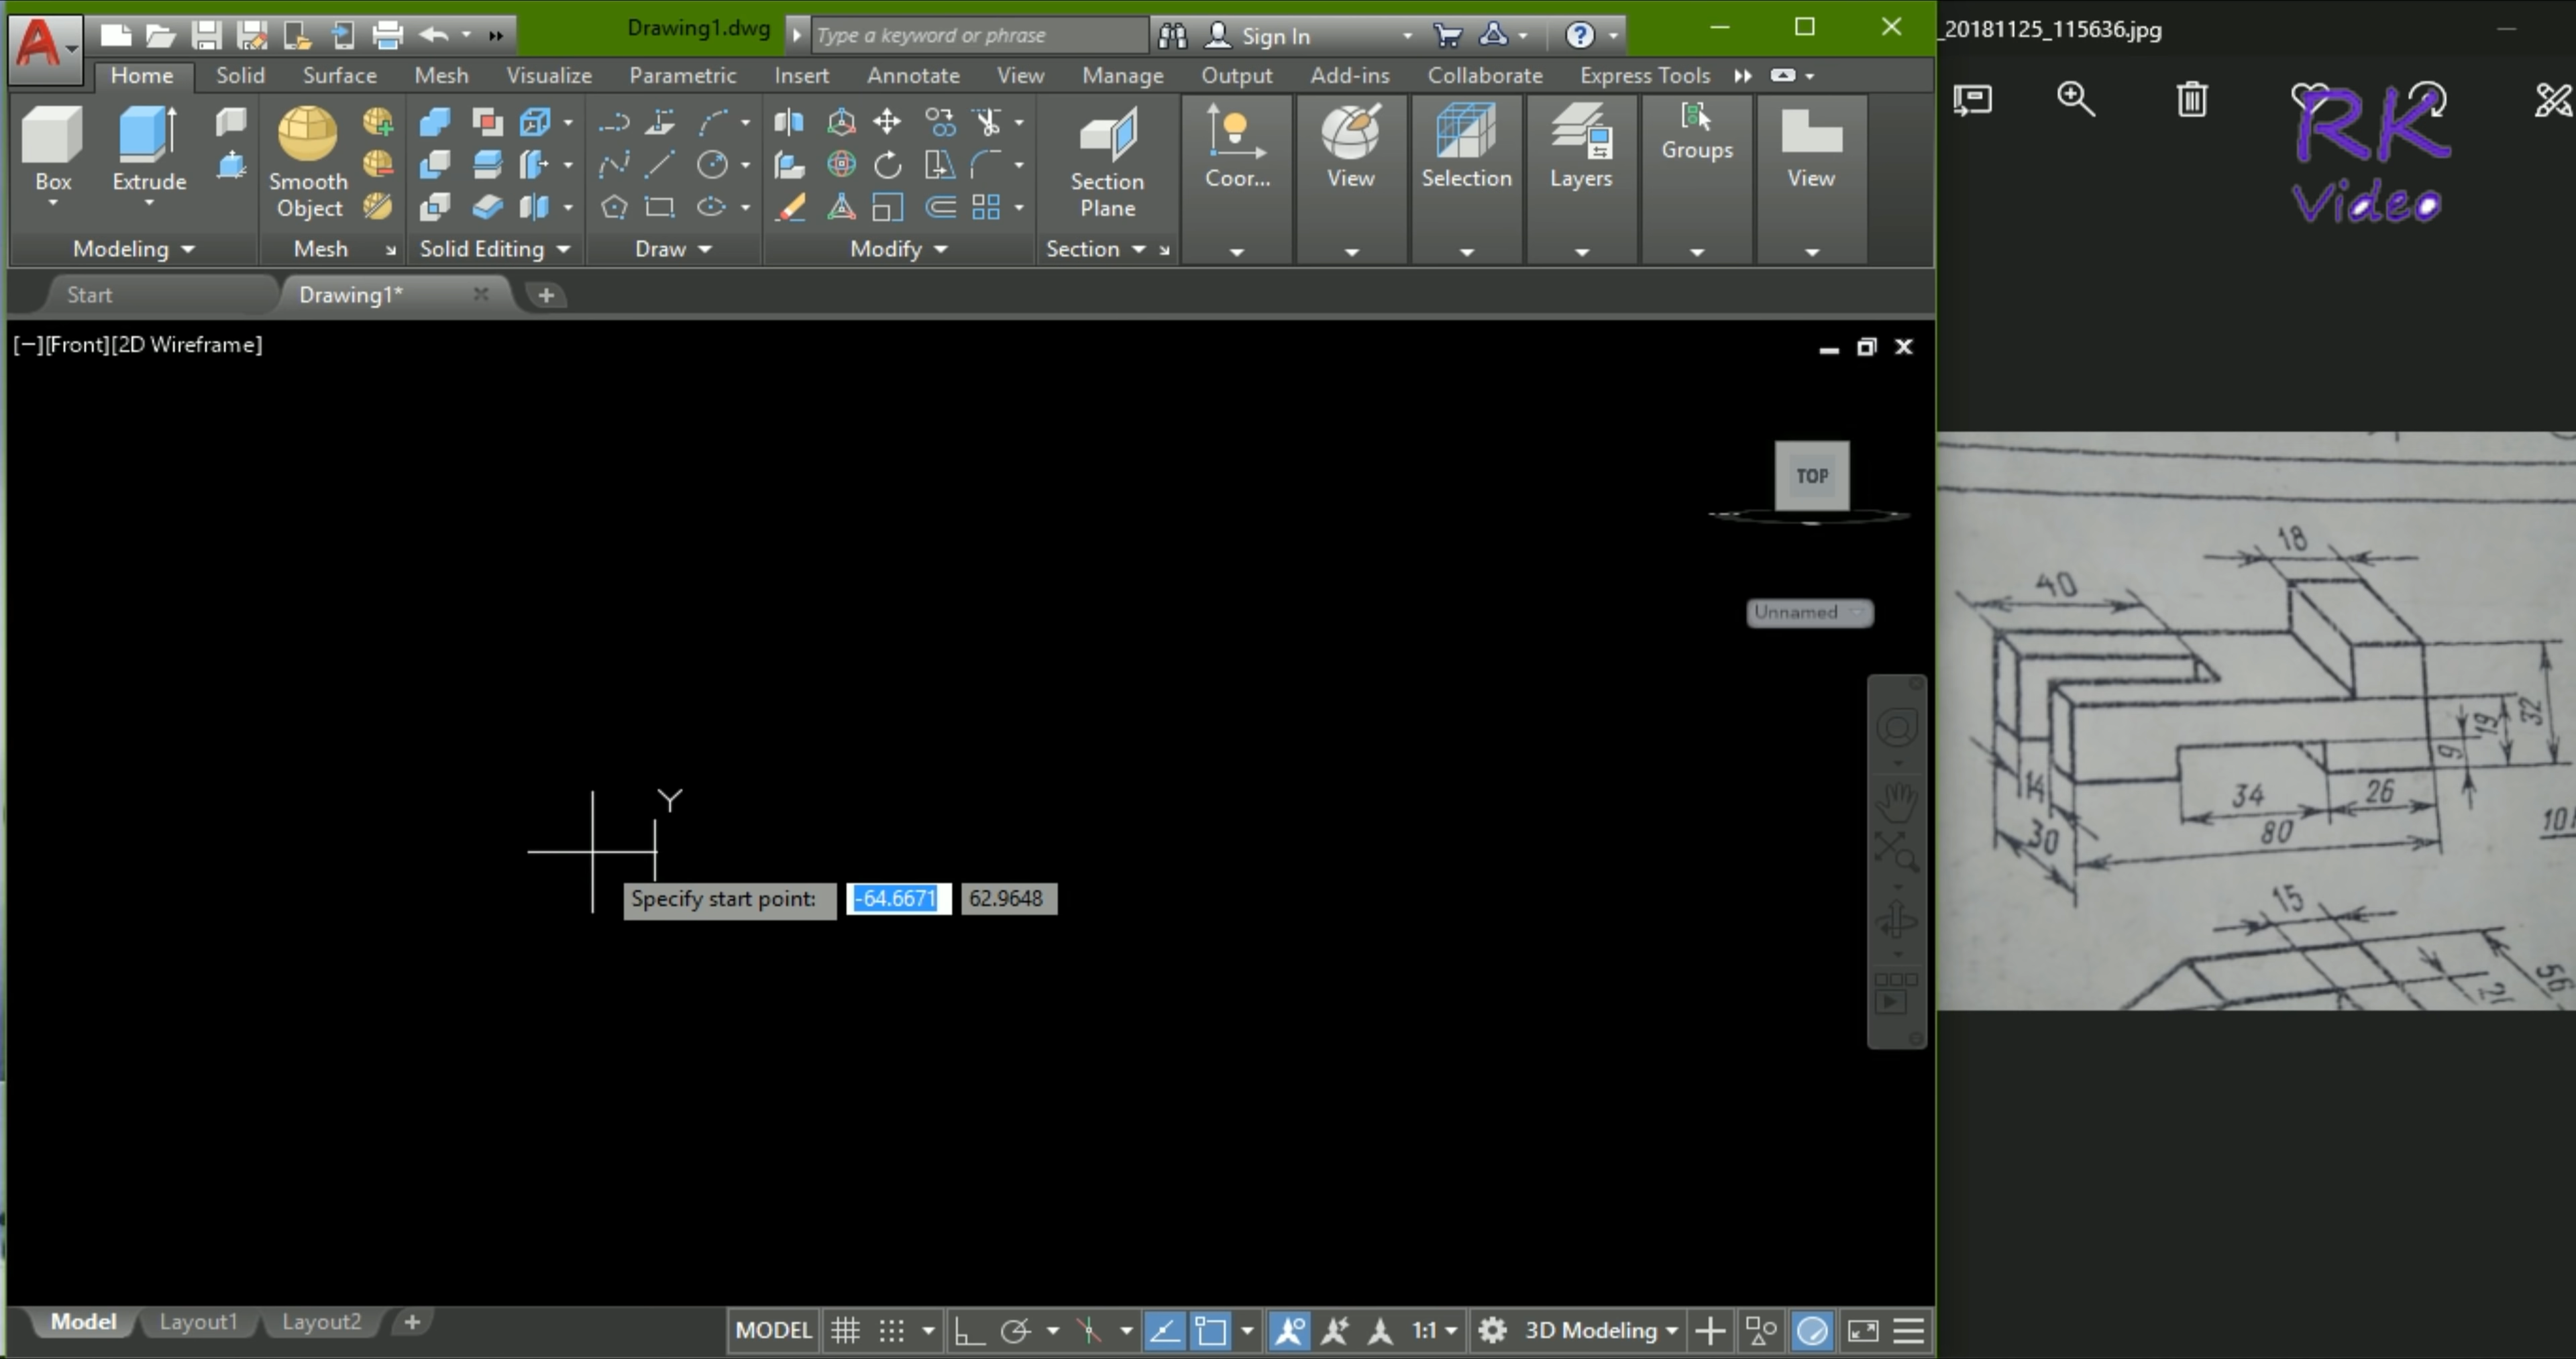 Drawing1.dwg
Type a keyword or phrase
Sign In
_20181125_115636.jpg
Home Solid Surface Mesh Visualize Parametric Insert Annotate View Manage Output Add-ins Collaborate Express Tools
RK
Video
Box
Extrude
Smooth
Object
Section
Plane
Coor...
View
Selection
Layers
Groups
View
Modeling Mesh Solid Editing Draw Modify Section
Start Drawing1*
[−][Front][2D Wireframe]
TOP
Unnamed
Y
Specify start point: -64.6671 62.9648
18
40
32
19
9
14
34
26
30
80
15
56
Model Layout1 Layout2
MODEL 1:1 3D Modeling